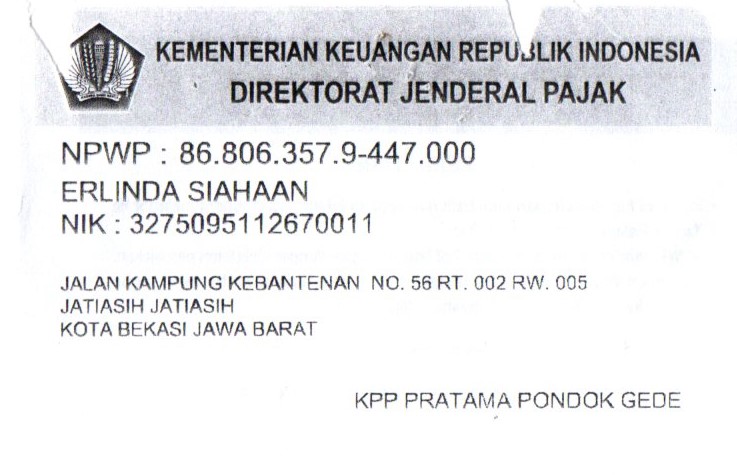 KEMENTERIAN KEUANGAN REPUBLIK INDONESIA
DIREKTORAT JENDERAL PAJAK
NPWP : 86.806.357.9-447.000
ERLINDA SIAHAAN
NIK : 3275095112670011
JALAN KAMPUNG KEBANTENAN NO. 56 RT. 002 RW. 005
JATIASIH JATIASIH
KOTA BEKASI JAWA BARAT
KPP PRATAMA PONDOK GEDE